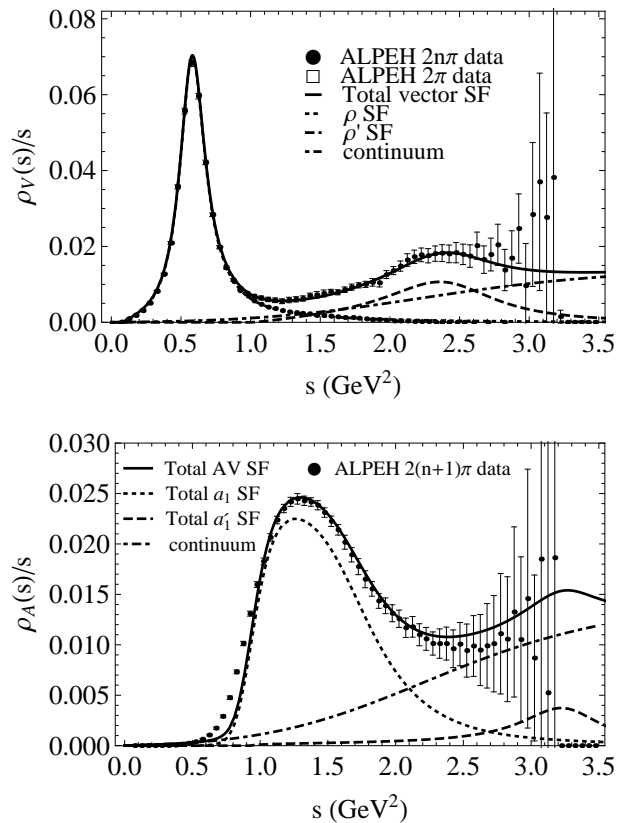 0.08
0.06
0.04
0.02
0.00
ρV(s)/s
ALPEH 2nπ data
ALPEH 2π data
Total vector SF
ρ SF
ρ' SF
continuum
0.0 0.5 1.0 1.5 2.0 2.5 3.0 3.5
s (GeV²)
0.030
0.025
0.020
0.015
0.010
0.005
0.000
ρA(s)/s
Total AV SF
Total a₁ SF
Total a₁′ SF
continuum
ALPEH 2(n+1)π data
0.0 0.5 1.0 1.5 2.0 2.5 3.0 3.5
s (GeV²)